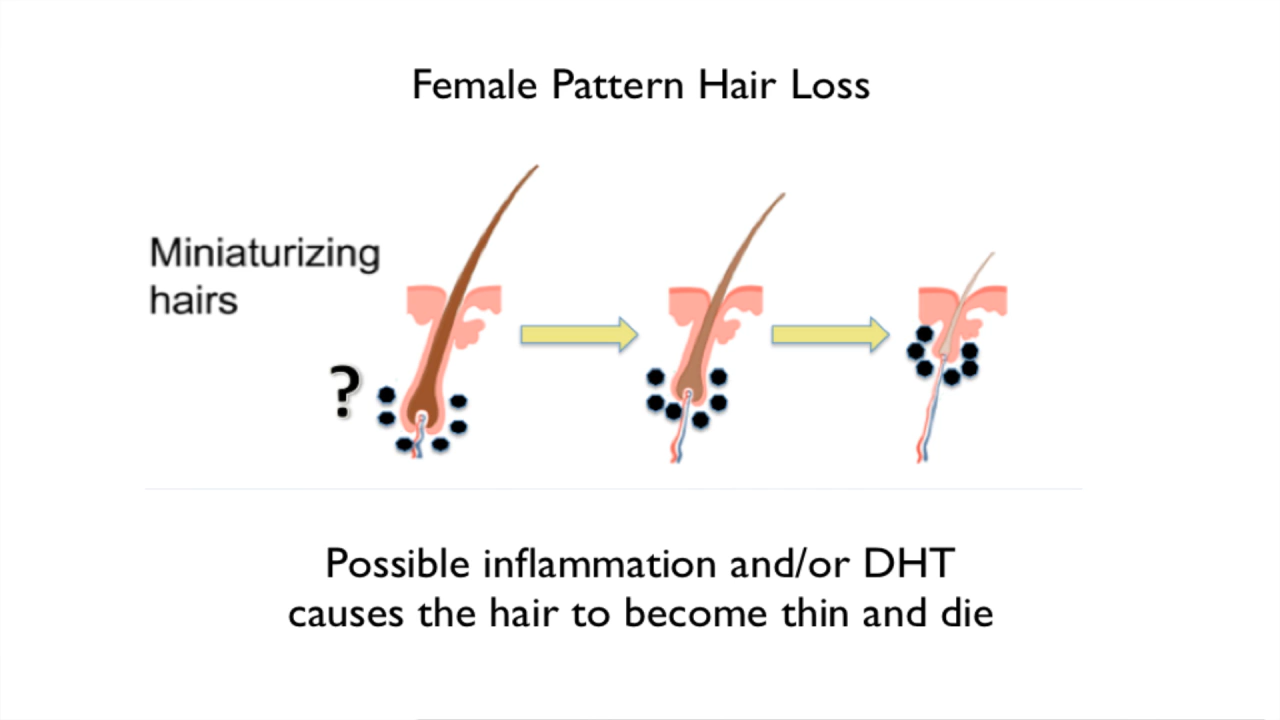 Female Pattern Hair Loss
Miniaturizing
hairs
?
Possible inflammation and/or DHT
causes the hair to become thin and die